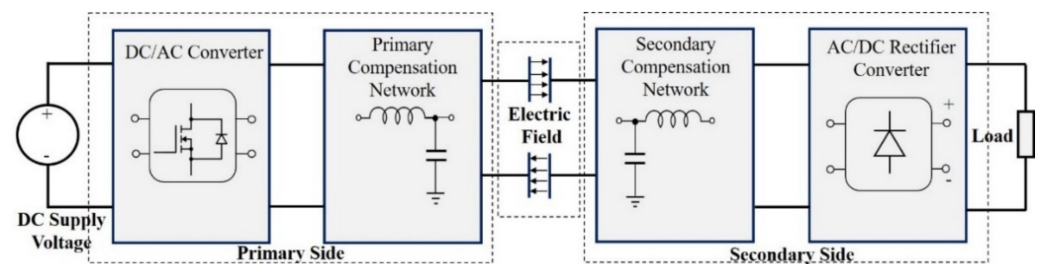 DC/AC Converter
Primary
Compensation
Network
Secondary
Compensation
Network
AC/DC Rectifier
Converter
+
-
Electric
Field
+
-
Load
DC Supply
Voltage
Primary Side
Secondary Side